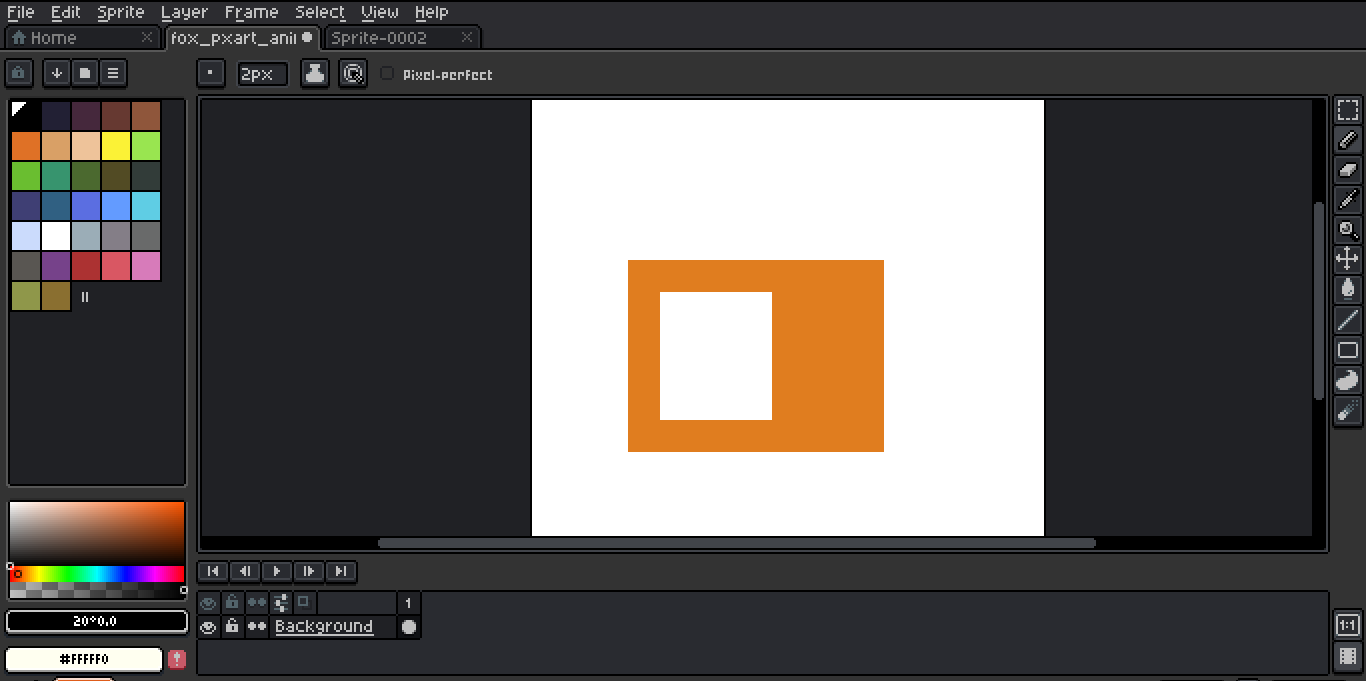 File Edit Sprite Layer Frame Select View Help
Home fox_pxart_ani Sprite-0002
2px Pixel-perfect
20°0.0
1
Background
#FFFFF0
1:1